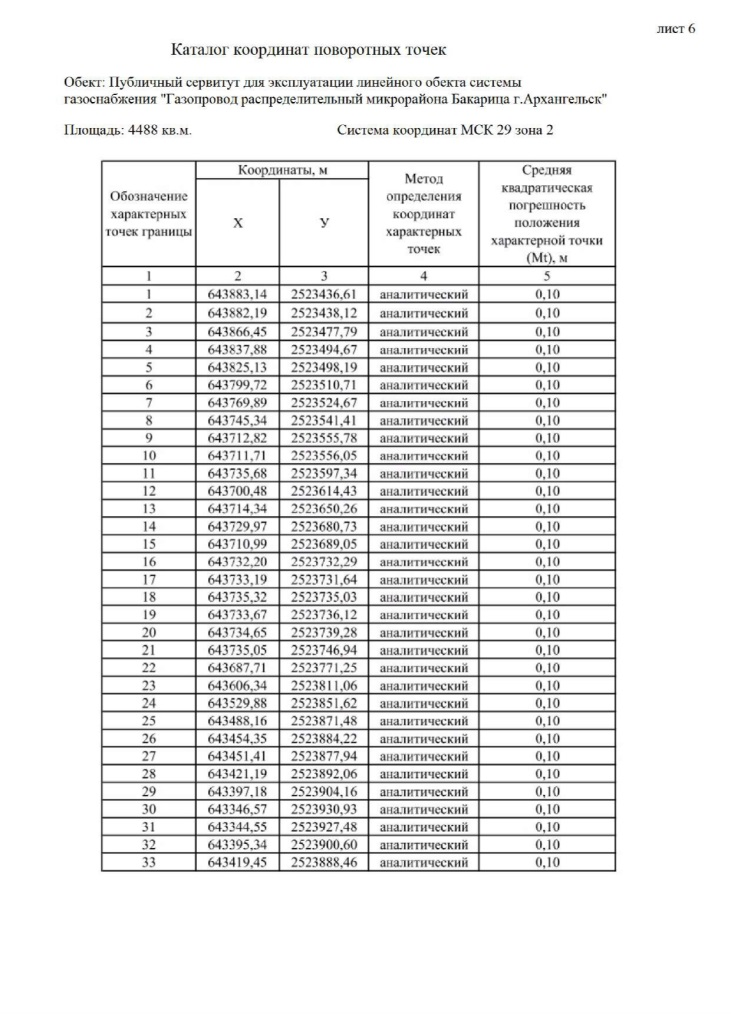 лист 6
Каталог координат поворотных точек
Обект: Публичный сервитут для эксплуатации линейного обекта системы
газоснабжения "Газопровод распределительный микрорайона Бакарица г.Архангельск"
Площадь: 4488 кв.м. Система координат МСК 29 зона 2
Обозначение характерных точек границы Координаты, м Метод определения координат характерных точек Средняя квадратическая погрешность положения характерной точки (Mt), м
X У
1 2 3 4 5
1 643883,14 2523436,61 аналитический 0,10
2 643882,19 2523438,12 аналитический 0,10
3 643866,45 2523477,79 аналитический 0,10
4 643837,88 2523494,67 аналитический 0,10
5 643825,13 2523498,19 аналитический 0,10
6 643799,72 2523510,71 аналитический 0,10
7 643769,89 2523524,67 аналитический 0,10
8 643745,34 2523541,41 аналитический 0,10
9 643712,82 2523555,78 аналитический 0,10
10 643711,71 2523556,05 аналитический 0,10
11 643735,68 2523597,34 аналитический 0,10
12 643700,48 2523614,43 аналитический 0,10
13 643714,34 2523650,26 аналитический 0,10
14 643729,97 2523680,73 аналитический 0,10
15 643710,99 2523689,05 аналитический 0,10
16 643732,20 2523732,29 аналитический 0,10
17 643733,19 2523731,64 аналитический 0,10
18 643735,32 2523735,03 аналитический 0,10
19 643733,67 2523736,12 аналитический 0,10
20 643734,65 2523739,28 аналитический 0,10
21 643735,05 2523746,94 аналитический 0,10
22 643687,71 2523771,25 аналитический 0,10
23 643606,34 2523811,06 аналитический 0,10
24 643529,88 2523851,62 аналитический 0,10
25 643488,16 2523871,48 аналитический 0,10
26 643454,35 2523884,22 аналитический 0,10
27 643451,41 2523877,94 аналитический 0,10
28 643421,19 2523892,06 аналитический 0,10
29 643397,18 2523904,16 аналитический 0,10
30 643346,57 2523930,93 аналитический 0,10
31 643344,55 2523927,48 аналитический 0,10
32 643395,34 2523900,60 аналитический 0,10
33 643419,45 2523888,46 аналитический 0,10